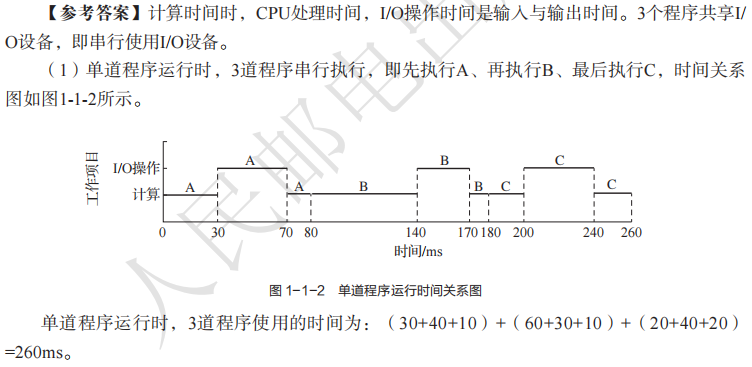 【参考答案】计算时间时，CPU处理时间，I/O操作时间是输入与输出时间。3个程序共享I/
O设备，即串行使用I/O设备。
（1）单道程序运行时，3道程序串行执行，即先执行A、再执行B、最后执行C，时间关系
图如图1-1-2所示。
工作项目
I/O操作 A B C
计算 A A B B C C
0 30 70 80 140 170 180 200 240 260
时间/ms
图 1-1-2 单道程序运行时间关系图
单道程序运行时，3道程序使用的时间为：（30+40+10）+（60+30+10）+（20+40+20）
=260ms。
人民邮电出